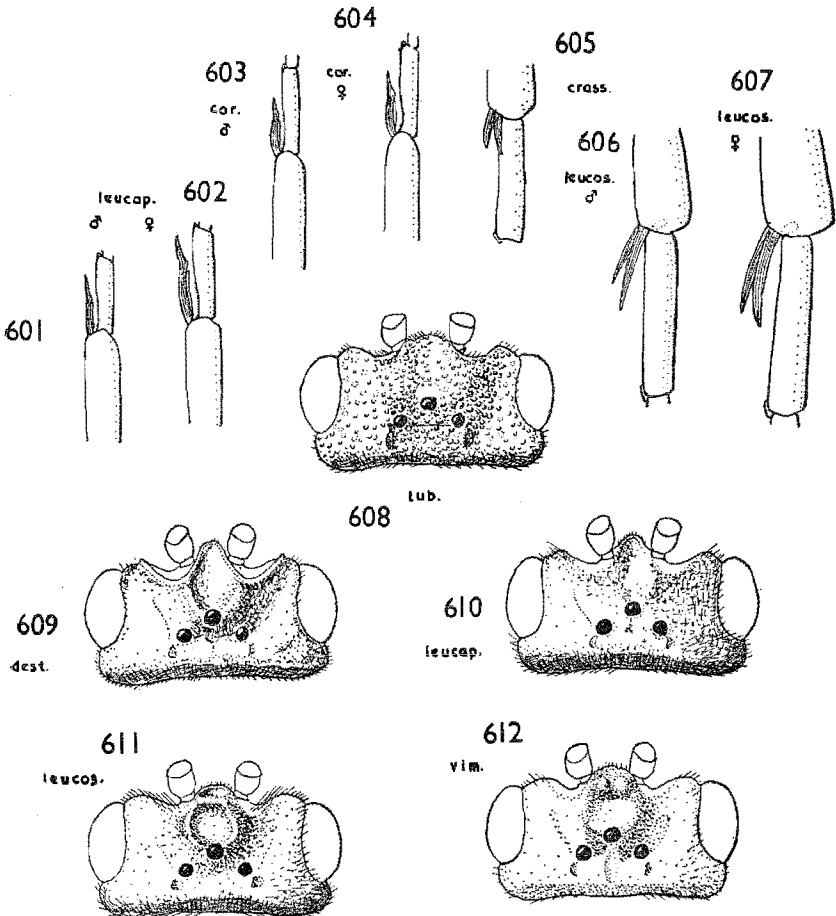 604
603
cor.
♂
cor.
♀
605
crass.
607
leucos.
♀
606
leucos.
♂
602
leucap.
♂ ♀
601
tub.
608
609
dest.
610
leucap.
611
leucos.
612
vim.